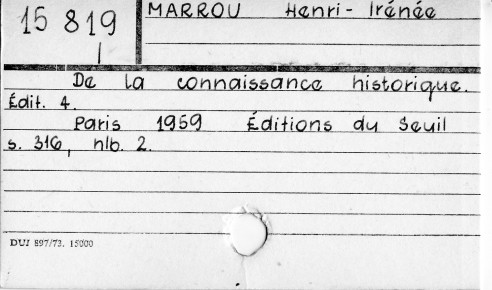 15 819
I
MARROU Henri-Irénée
De la connaissance historique.
Édit. 4.
Paris 1959 Éditions du Seuil
s. 316, nlb. 2.
DUJ 897/73. 15000